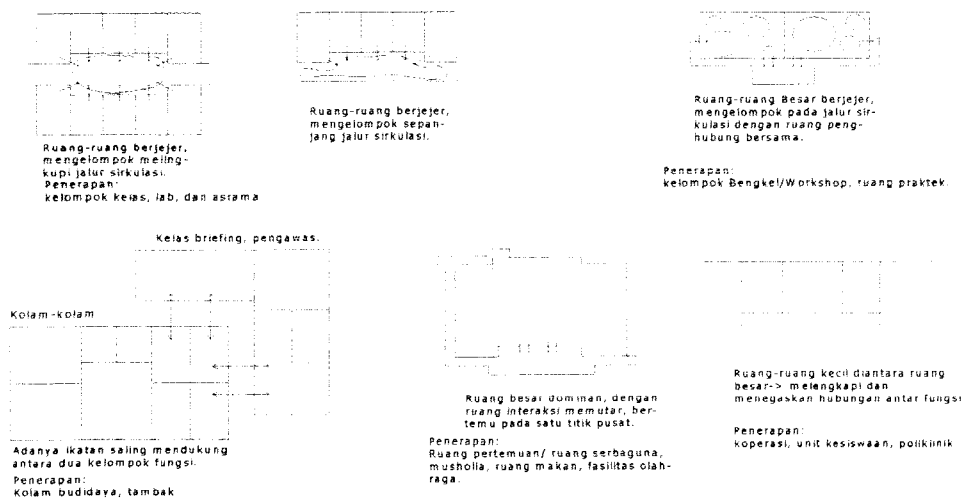 Ruang-ruang berjejer,
mengelompok meling-
kupi jalur sirkulasi.
Penerapan:
kelompok kelas, lab, dan asrama
Ruang-ruang berjejer,
mengelompok sepan-
jang jalur sirkulasi.
Ruang-ruang Besar berjejer,
mengelompok pada jalur sir-
kulasi dengan ruang peng-
hubung bersama.
Penerapan:
kelompok Bengkel/Workshop, ruang praktek.
Kelas briefing, pengawas.
Kolam-kolam
Adanya ikatan saling mendukung
antara dua kelompok fungsi.
Penerapan:
Kolam budidaya, tambak
Ruang besar dominan, dengan
ruang interaksi memutar, ber-
temu pada satu titik pusat.
Penerapan:
Ruang pertemuan/ ruang serbaguna,
musholla, ruang makan, fasilitas olah-
raga.
Ruang-ruang kecil diantara ruang
besar-> melengkapi dan
menegaskan hubungan antar fungsi
Penerapan:
koperasi, unit kesiswaan, poliklinik